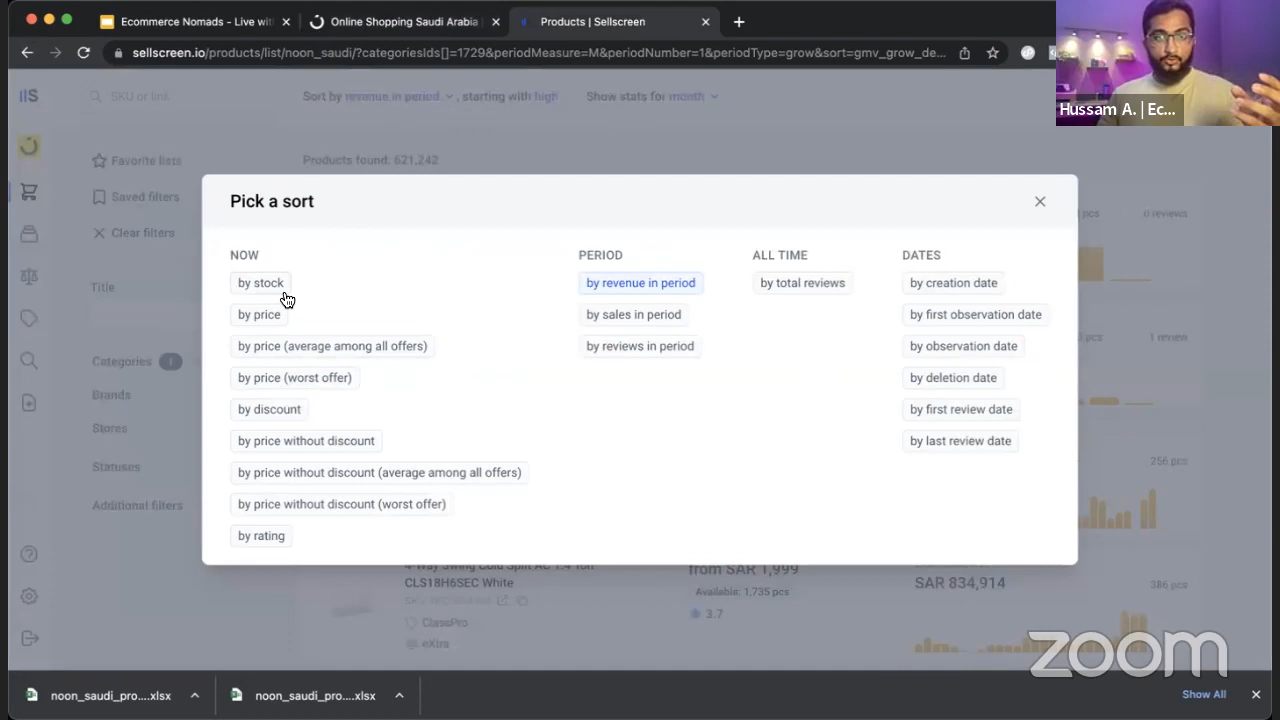 Ecommerce Nomads - Live wit
Online Shopping Saudi Arabia
Products | Sellscreen
sellscreen.io/products/list/noon_saudi/?categoriesIds[]=1729&periodMeasure=M&periodNumber=1&periodType=grow&sort=gmv_grow_de...
Hussam A. | Ec...
SKU or link
Sort by revenue in period , starting with high
Show stats for month
Favorite lists
Products found: 621,242
Saved filters
Clear filters
Title
Categories 1
Brands
Stores
Statuses
Additional filters
Pick a sort
NOW
by stock
by price
by price (average among all offers)
by price (worst offer)
by discount
by price without discount
by price without discount (average among all offers)
by price without discount (worst offer)
by rating
PERIOD
by revenue in period
by sales in period
by reviews in period
ALL TIME
by total reviews
DATES
by creation date
by first observation date
by observation date
by deletion date
by first review date
by last review date
pcs
0 reviews
1 review
256 pcs
4-Way Swing Cold Split AC 1.4 Ton
CLS18H6SEC White
ClassPro
eXtra
from SAR 1,999
Available: 1,735 pcs
3.7
SAR 834,914
386 pcs
zoom
noon_saudi_pro....xlsx
noon_saudi_pro....xlsx
Show All